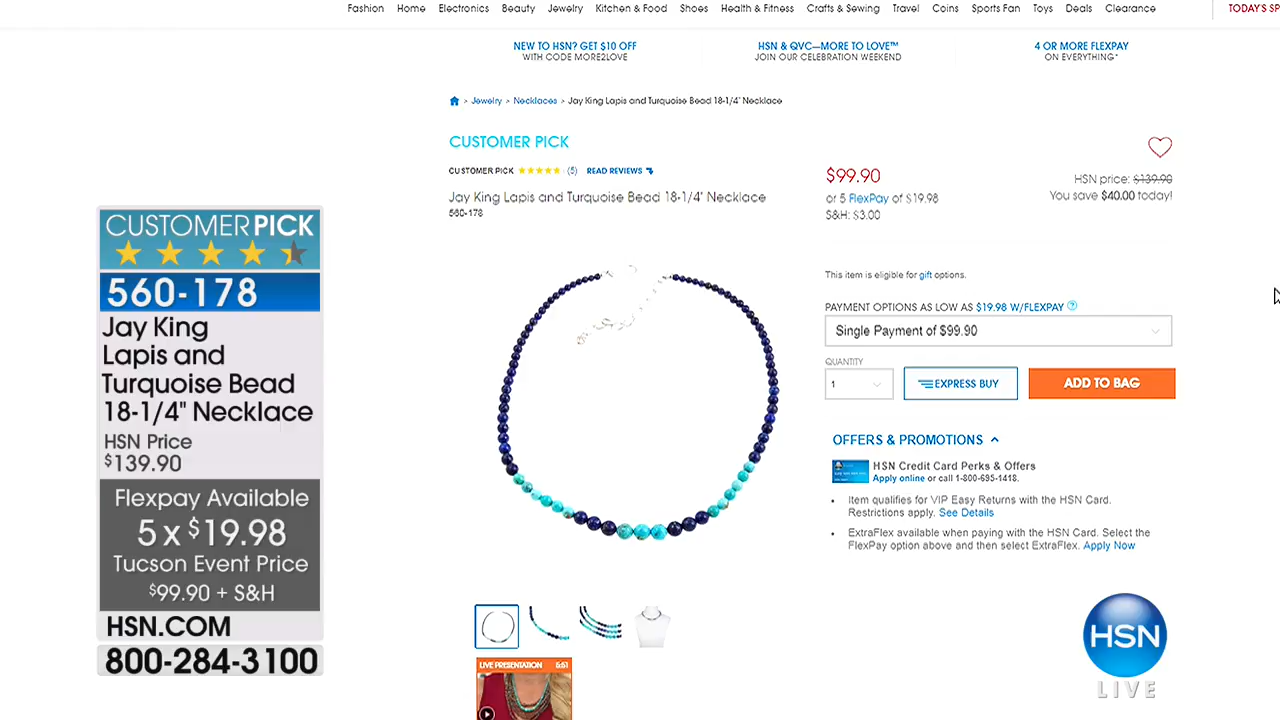 Fashion Home Electronics Beauty Jewelry Kitchen & Food Shoes Health & Fitness Crafts & Sewing Travel Coins Sports Fan Toys Deals Clearance TODAY'S SP
NEW TO HSN? GET $10 OFF
WITH CODE MORE2LOVE
HSN & QVC—MORE TO LOVE™
JOIN OUR CELEBRATION WEEKEND
4 OR MORE FLEXPAY
ON EVERYTHING*
> Jewelry > Necklaces > Jay King Lapis and Turquoise Bead 18-1/4" Necklace
CUSTOMER PICK
CUSTOMER PICK (5) READ REVIEWS
Jay King Lapis and Turquoise Bead 18-1/4" Necklace
560-178
$99.90
or 5 FlexPay of $19.98
S&H: $3.00
HSN price: $139.90
You save $40.00 today!
This item is eligible for gift options.
PAYMENT OPTIONS AS LOW AS $19.98 W/FLEXPAY ?
Single Payment of $99.90
QUANTITY
1
EXPRESS BUY
ADD TO BAG
OFFERS & PROMOTIONS
HSN Credit Card Perks & Offers
Apply online or call 1-800-695-1418.
• Item qualifies for VIP Easy Returns with the HSN Card.
Restrictions apply. See Details
• ExtraFlex available when paying with the HSN Card. Select the
FlexPay option above and then select ExtraFlex. Apply Now
LIVE PRESENTATION 6:51
CUSTOMER PICK
560-178
Jay King
Lapis and
Turquoise Bead
18-1/4" Necklace
HSN Price
$139.90
Flexpay Available
5 x $19.98
Tucson Event Price
$99.90 + S&H
HSN.COM
800-284-3100
HSN
LIVE